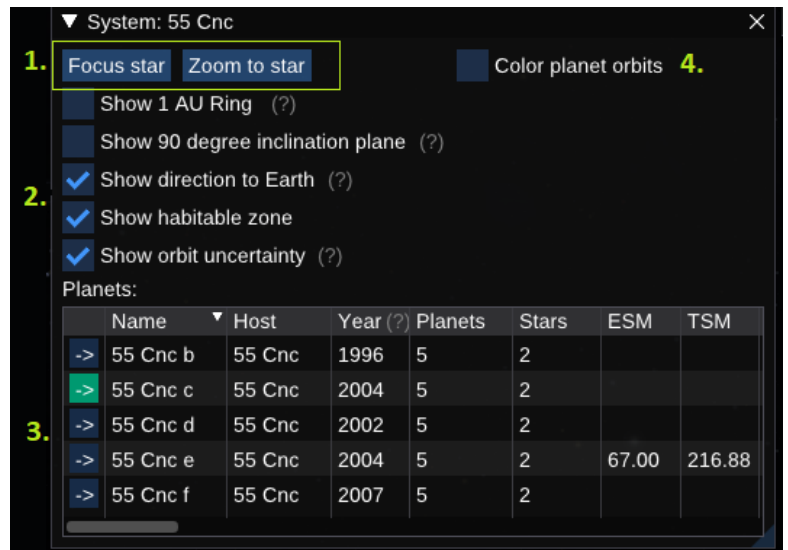 ▼ System: 55 Cnc ×
1. Focus star Zoom to star Color planet orbits 4.
Show 1 AU Ring (?)
Show 90 degree inclination plane (?)
2. Show direction to Earth (?)
Show habitable zone
Show orbit uncertainty (?)
Planets:
Name ▼ Host Year (?) Planets Stars ESM TSM
-> 55 Cnc b 55 Cnc 1996 5 2
-> 55 Cnc c 55 Cnc 2004 5 2
3. -> 55 Cnc d 55 Cnc 2002 5 2
-> 55 Cnc e 55 Cnc 2004 5 2 67.00 216.88
-> 55 Cnc f 55 Cnc 2007 5 2